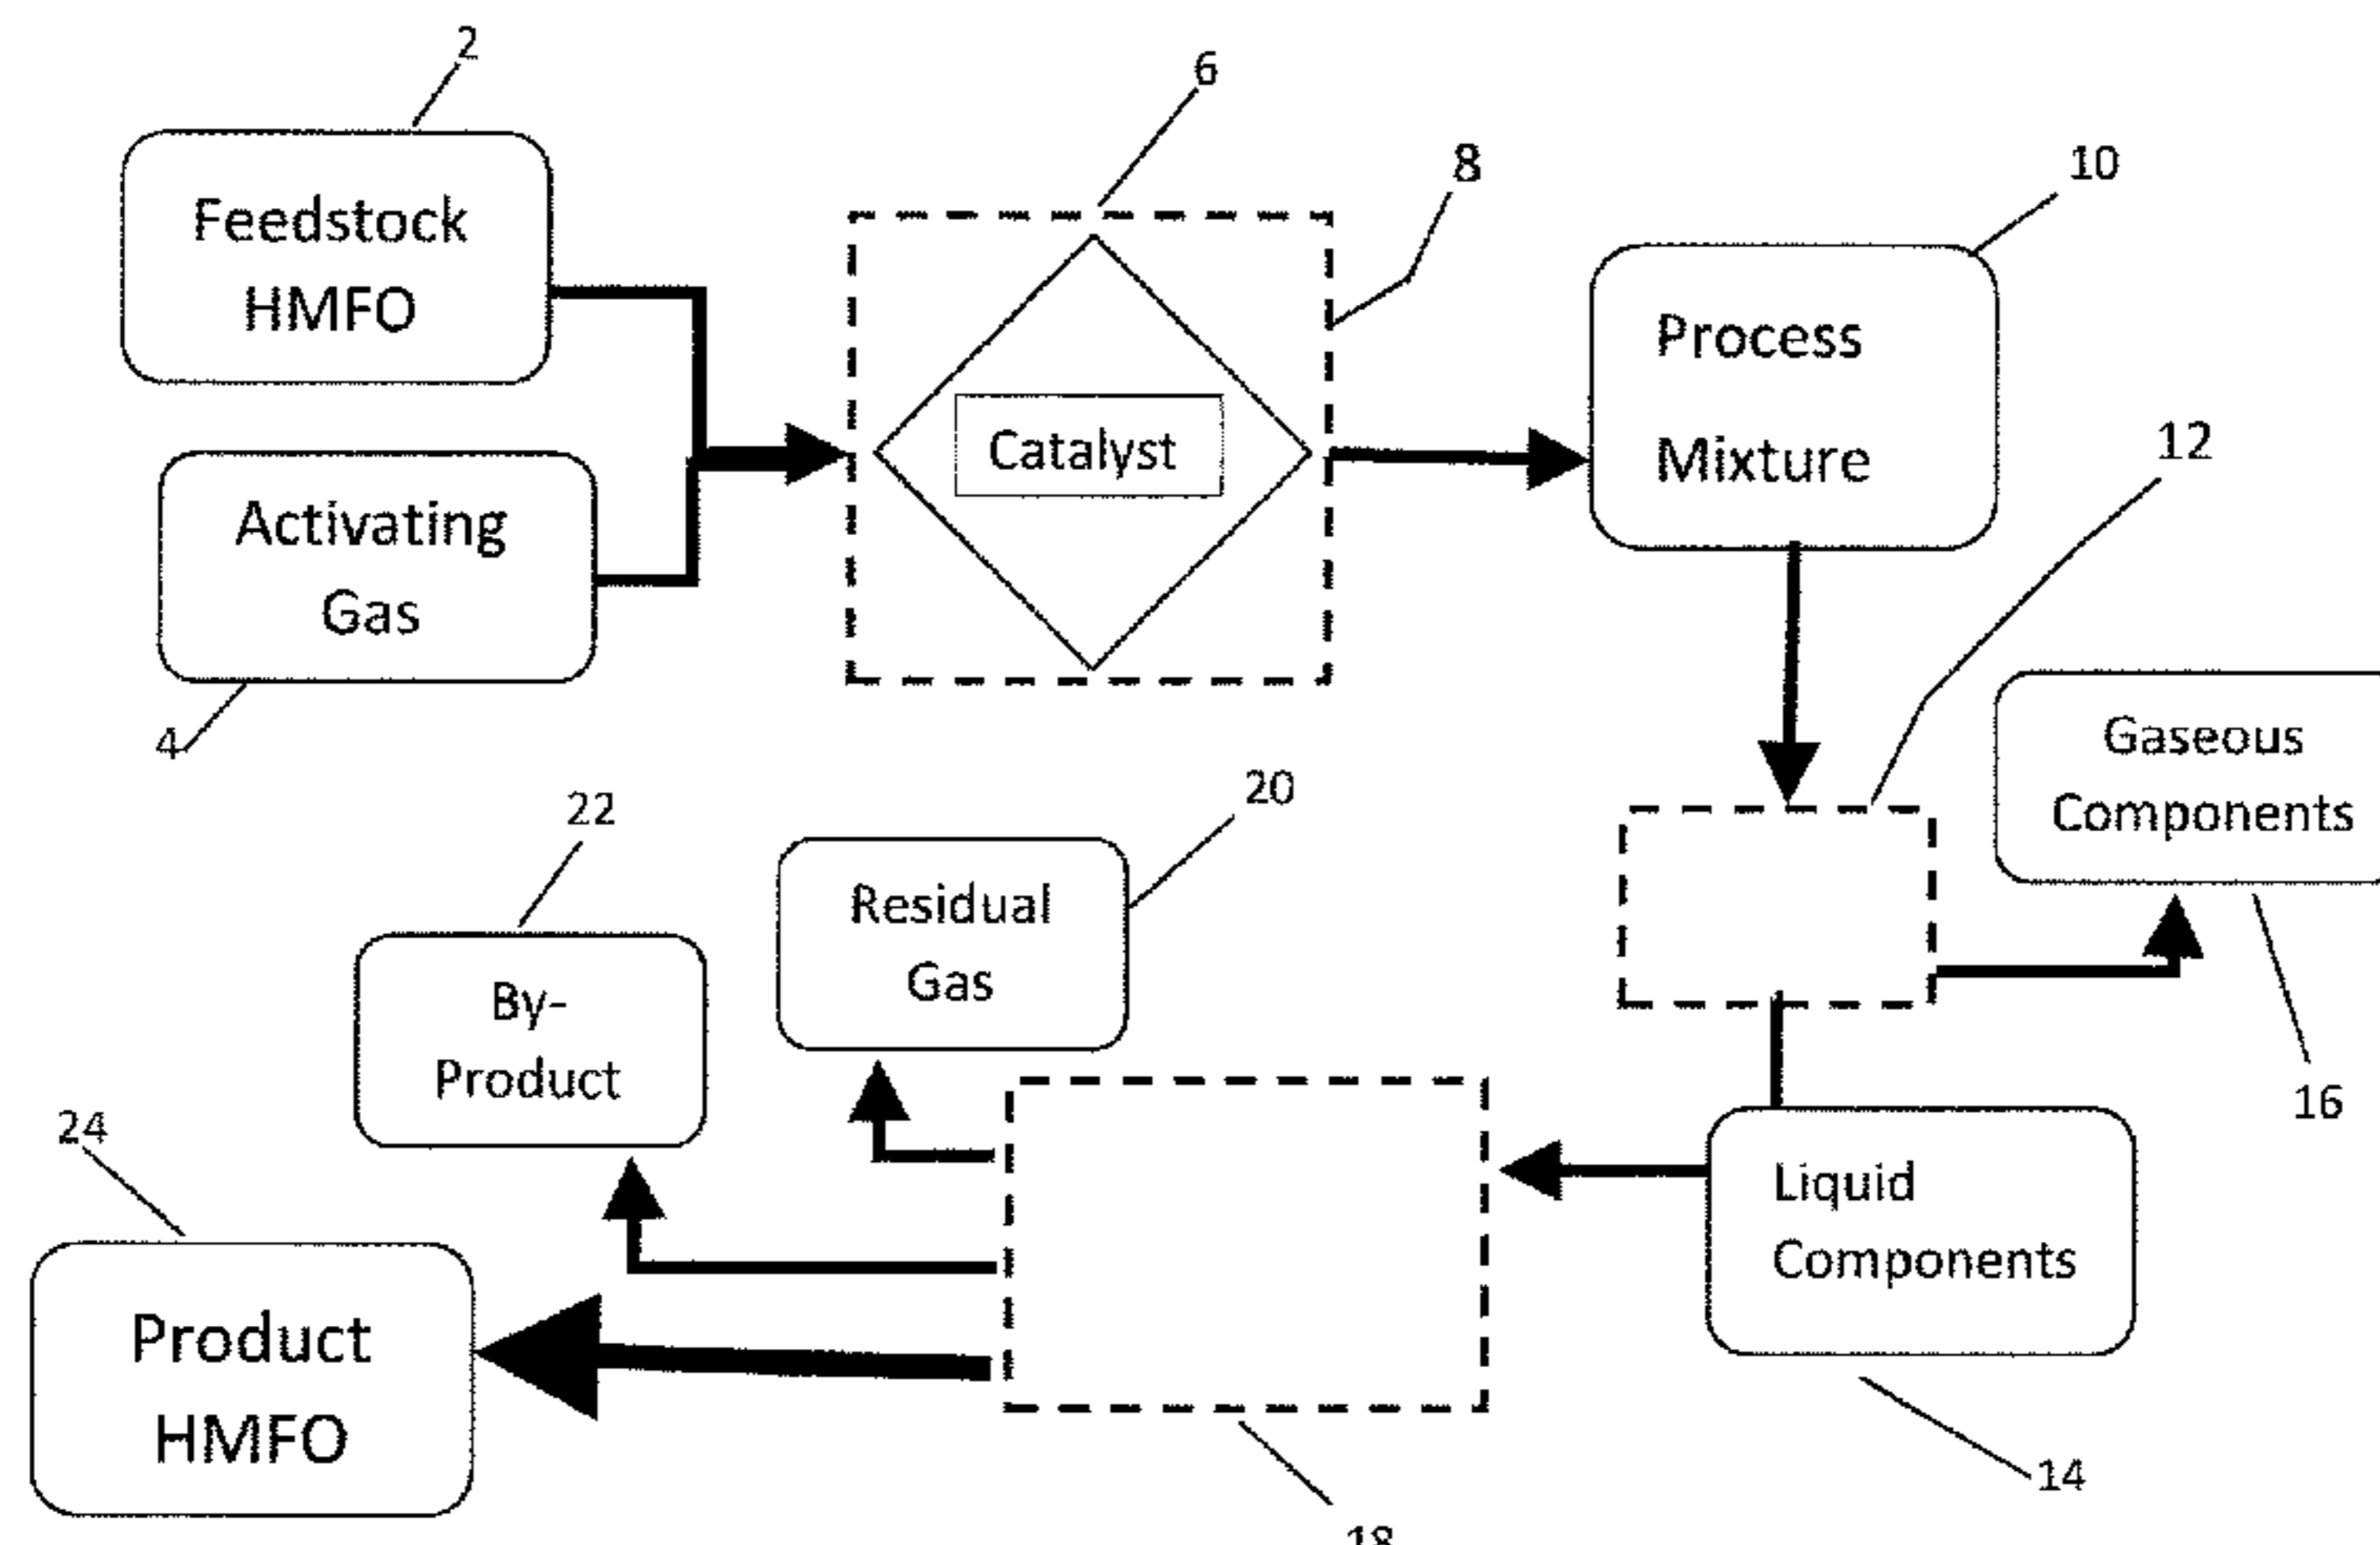 2
6
8
10
Feedstock
HMFO
Process
Mixture
Catalyst
12
Activating
Gas
4
Gaseous
Components
20
22
Residual
Gas
By-
Product
16
24
Liquid
Components
Product
HMFO
14
18